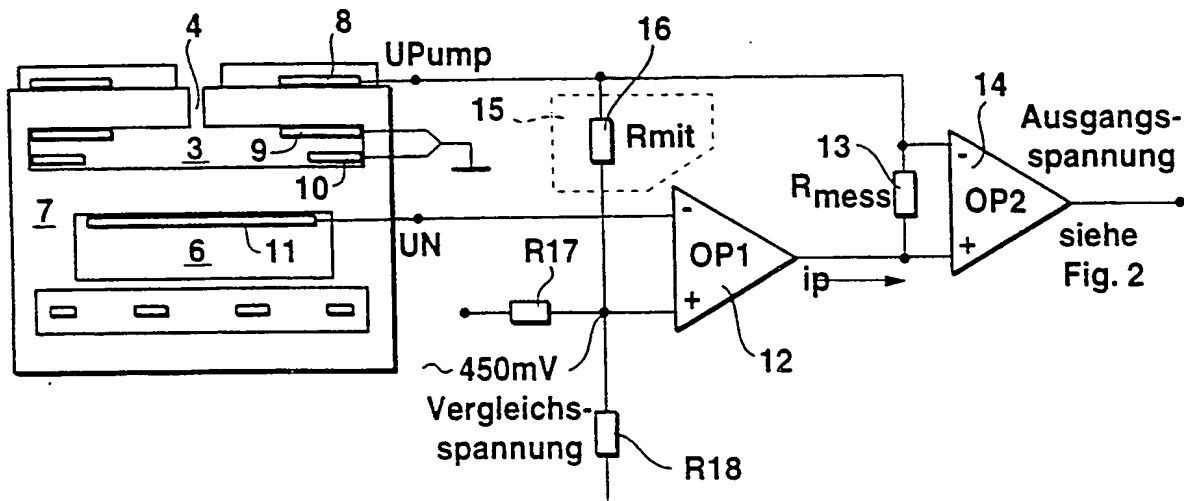 4
8
UPump
16
15
Rmit
14
Ausgangs-
spannung
13
R_mess
-
OP2
+
siehe
Fig. 2
3
9
10
7
6
11
UN
-
OP1
+
ip
12
R17
~450mV
Vergleichs-
spannung
R18